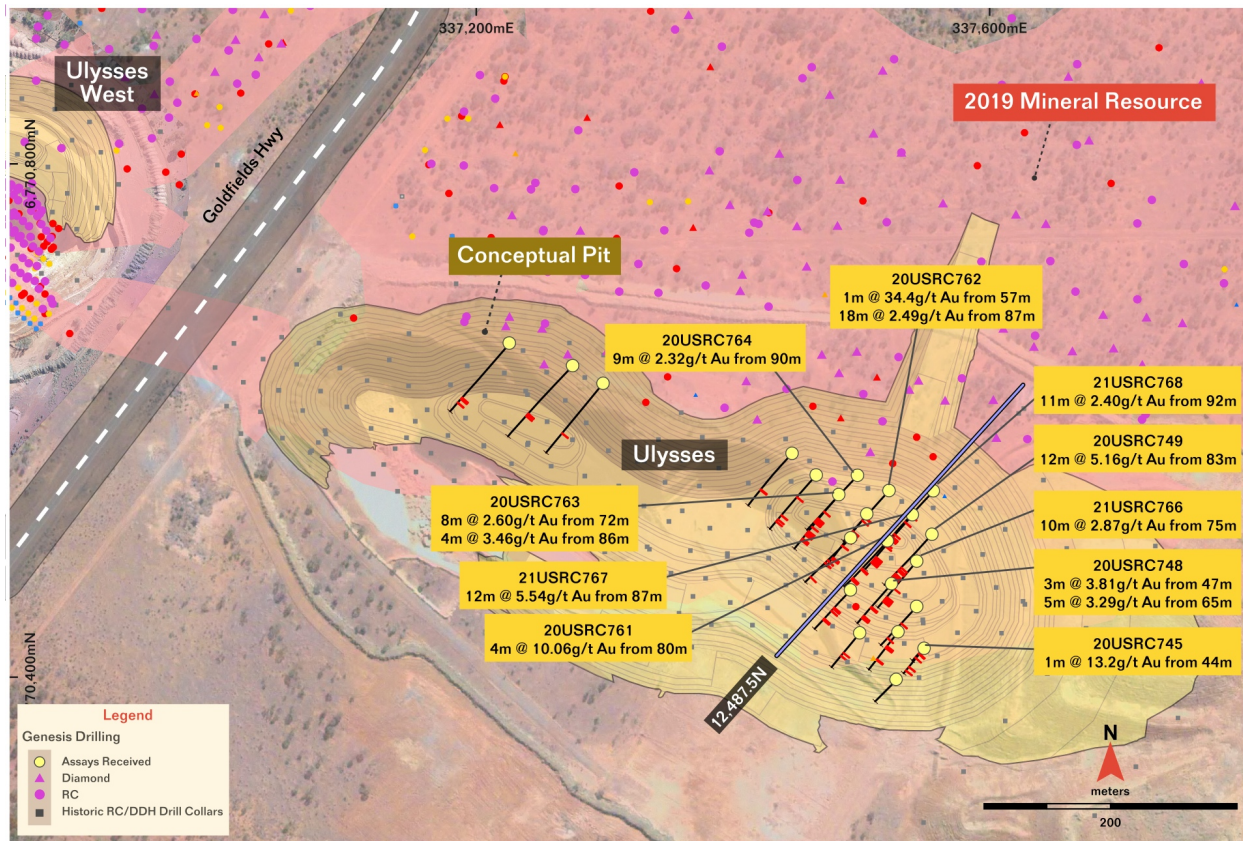 337,200mE
337,600mE
Ulysses
West
2019 Mineral Resource
6,770,800mN
Goldfields Hwy
Conceptual Pit
20USRC762
1m @ 34.4g/t Au from 57m
18m @ 2.49g/t Au from 87m
20USRC764
9m @ 2.32g/t Au from 90m
21USRC768
11m @ 2.40g/t Au from 92m
20USRC749
12m @ 5.16g/t Au from 83m
Ulysses
20USRC763
8m @ 2.60g/t Au from 72m
4m @ 3.46g/t Au from 86m
21USRC766
10m @ 2.87g/t Au from 75m
21USRC767
12m @ 5.54g/t Au from 87m
20USRC748
3m @ 3.81g/t Au from 47m
5m @ 3.29g/t Au from 65m
20USRC761
4m @ 10.06g/t Au from 80m
20USRC745
1m @ 13.2g/t Au from 44m
70,400mN
12,487.5N
Legend
Genesis Drilling
Assays Received
Diamond
RC
Historic RC/DDH Drill Collars
N
meters
200